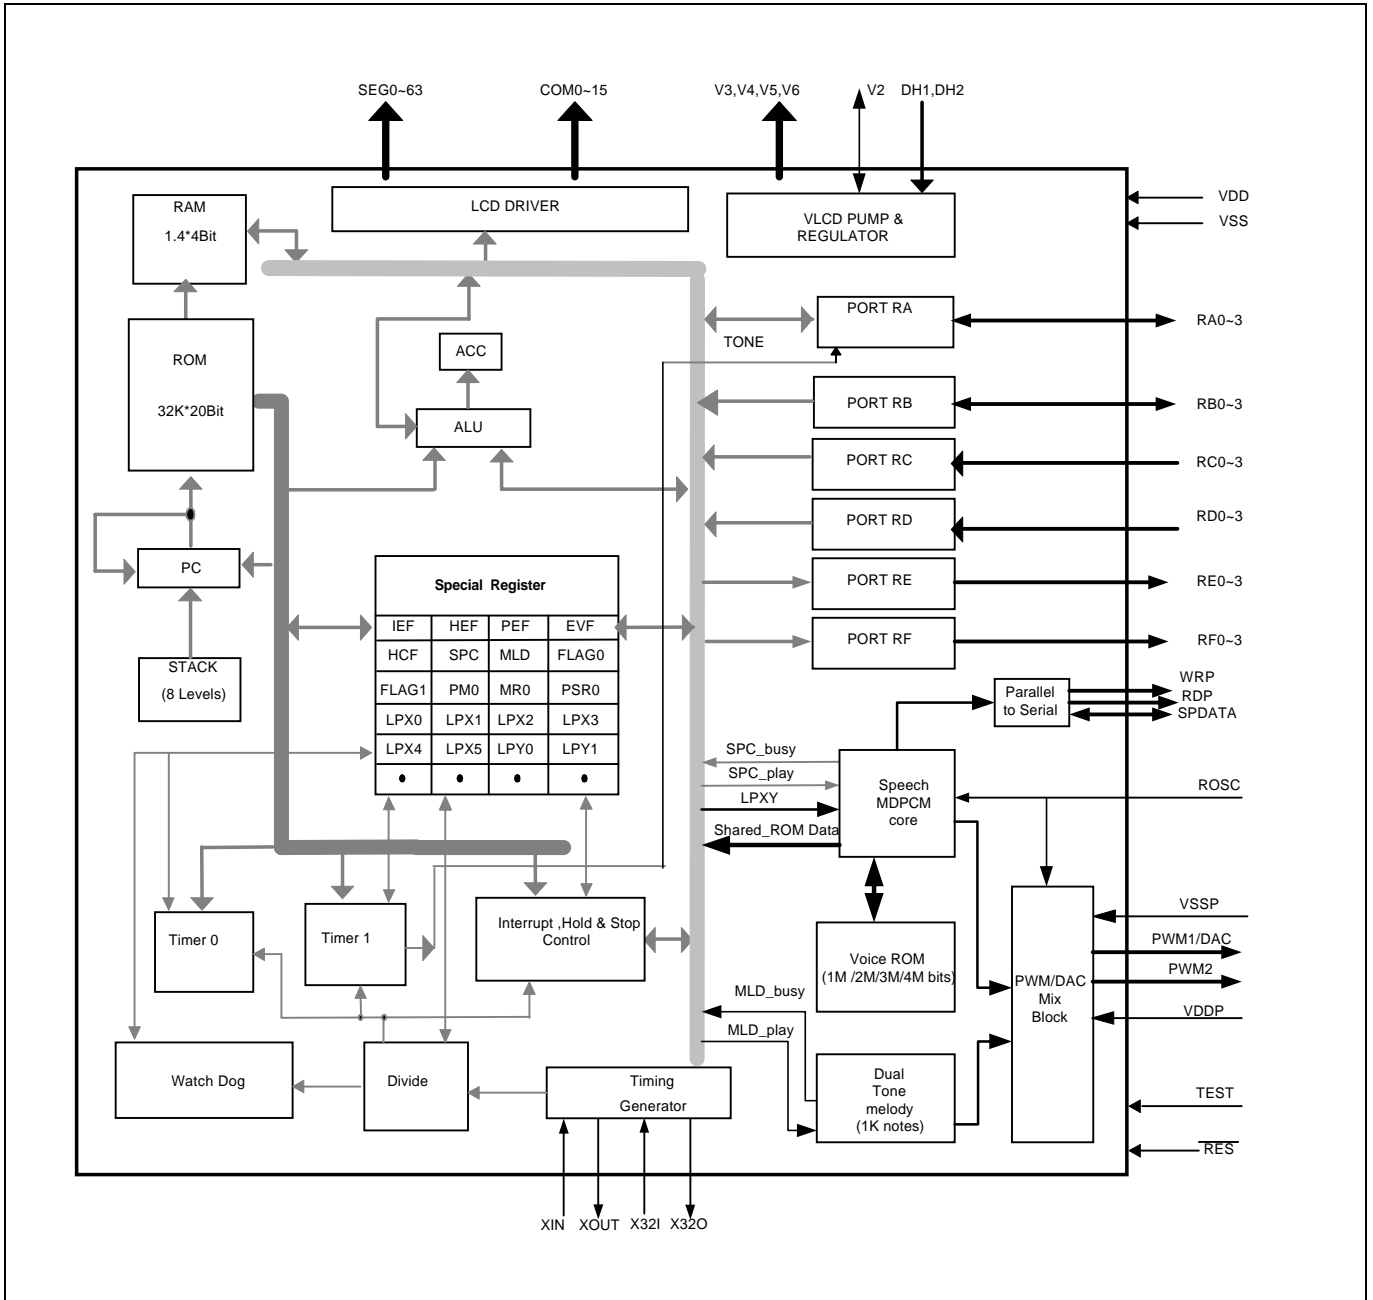 SEG0~63 COM0~15 V3,V4,V5,V6 V2 DH1,DH2
RAM
1.4*4Bit
LCD DRIVER
VLCD PUMP &
REGULATOR
VDD
VSS
ROM
32K*20Bit
ACC
ALU
TONE
PORT RA
RA0~3
PORT RB
RB0~3
PORT RC
RC0~3
PORT RD
RD0~3
PORT RE
RE0~3
PORT RF
RF0~3
PC
STACK
(8 Levels)
Special Register
IEF HEF PEF EVF
HCF SPC MLD FLAG0
FLAG1 PM0 MR0 PSR0
LPX0 LPX1 LPX2 LPX3
LPX4 LPX5 LPY0 LPY1
Parallel
to Serial
WRP
RDP
SPDATA
SPC_busy
SPC_play
LPXY
Shared_ROM Data
Speech
MDPCM
core
ROSC
Timer 0
Timer 1
Interrupt ,Hold & Stop
Control
Voice ROM
(1M /2M/3M/4M bits)
PWM/DAC
Mix
Block
VSSP
PWM1/DAC
PWM2
VDDP
MLD_busy
MLD_play
Watch Dog
Divide
Timing
Generator
Dual
Tone
melody
(1K notes)
TEST
RES
XIN XOUT X32I X32O